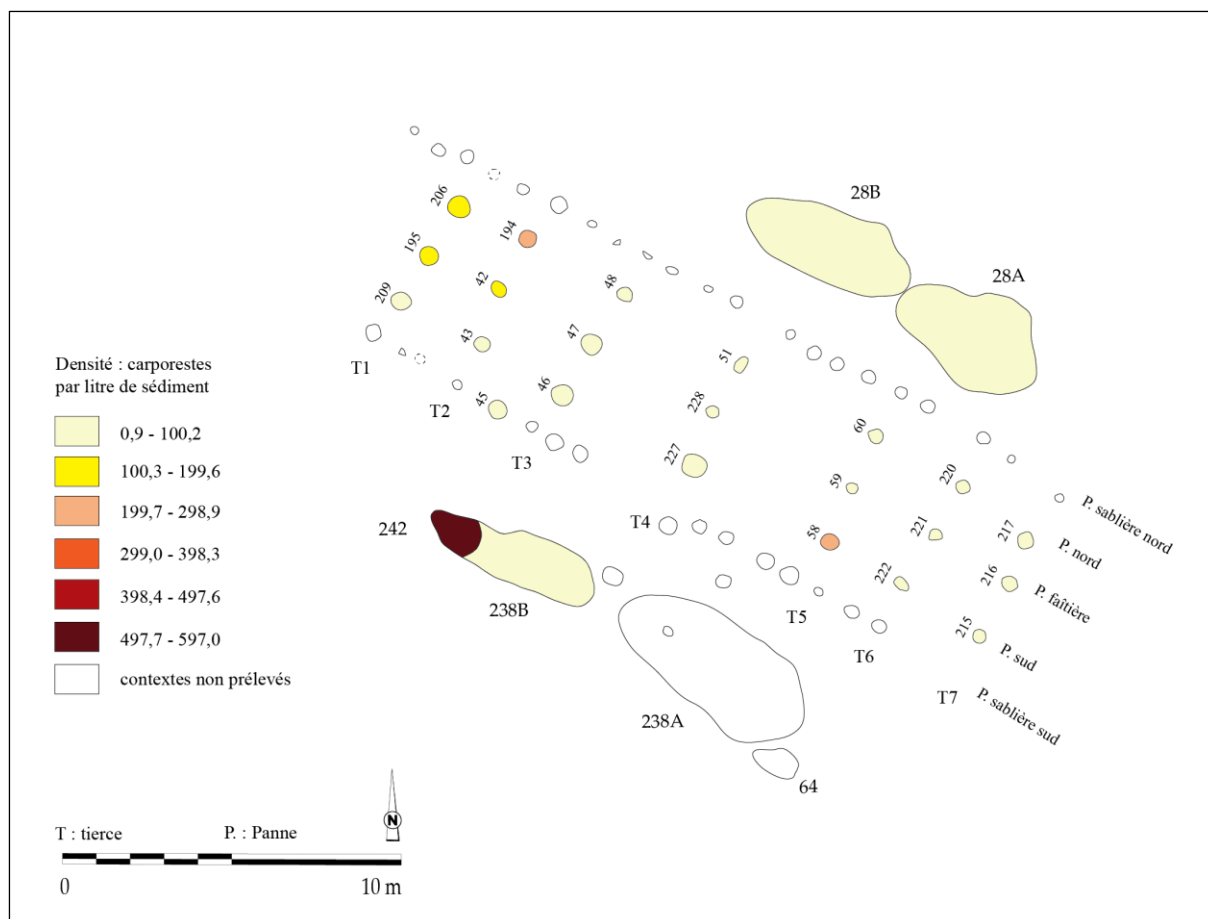 28B
28A
206
194
195
42
48
209
43
47
51
T1
45
46
228
60
T2
T3
227
59
220
Densité : carporestes
par litre de sédiment
0,9 - 100,2
100,3 - 199,6
199,7 - 298,9
299,0 - 398,3
398,4 - 497,6
497,7 - 597,0
contextes non prélevés
242
238B
T4
58
221
217
P. sablière nord
P. nord
222
216
P. faîtière
T5
T6
215
P. sud
T7
P. sablière sud
238A
64
N
T : tierce
P. : Panne
0
10 m